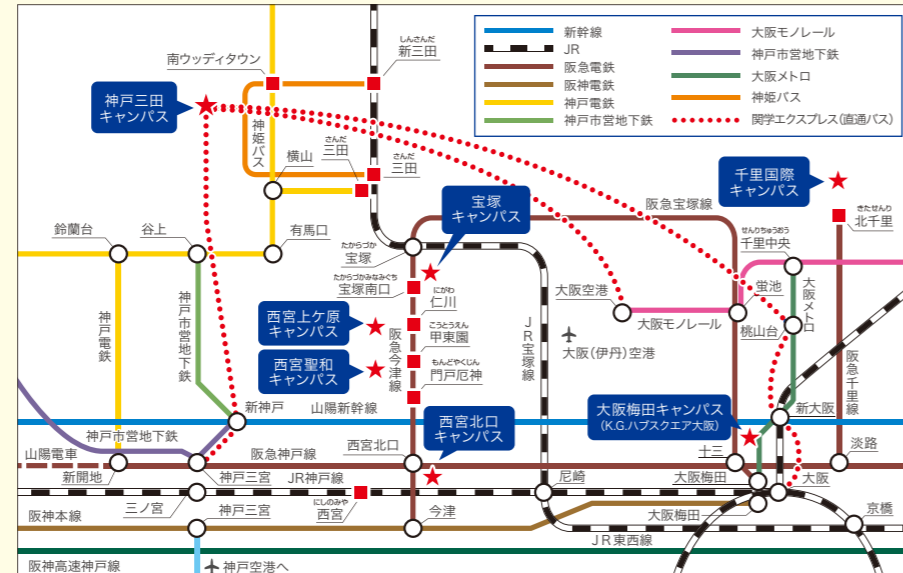 新幹線
JR
阪急電鉄
阪神電鉄
神戸電鉄
神戸市営地下鉄
大阪モノレール
神戸市営地下鉄
大阪メトロ
神姫バス
関学エクスプレス(直通バス)
しんさんだ
新三田
南ウッディタウン
神戸三田
キャンパス
神姫バス
横山
さんだ
三田
さんだ
三田
宝塚
キャンパス
千里国際
キャンパス
きたせんり
北千里
阪急宝塚線
鈴蘭台
谷上
有馬口
たからづか
宝塚
せんりちゅうおう
千里中央
たからづかみなみぐち
宝塚南口
にがわ
仁川
大阪空港
蛍池
大阪モノレール
大阪メトロ
桃山台
神戸電鉄
神戸市営地下鉄
西宮上ケ原
キャンパス
こうとうえん
甲東園
阪急今津線
JR宝塚線
大阪(伊丹)空港
西宮聖和
キャンパス
もんどやくじん
門戸厄神
阪急千里線
新神戸
山陽新幹線
西宮北口
キャンパス
大阪梅田キャンパス
(K.G.ハブスクエア大阪)
新大阪
神戸市営地下鉄
山陽電車
阪急神戸線
西宮北口
十三
淡路
新開地
神戸三宮
JR神戸線
尼崎
大阪梅田
大阪
三ノ宮
にしのみや
西宮
阪神本線
神戸三宮
今津
大阪梅田
京橋
JR東西線
阪神高速神戸線
神戸空港へ